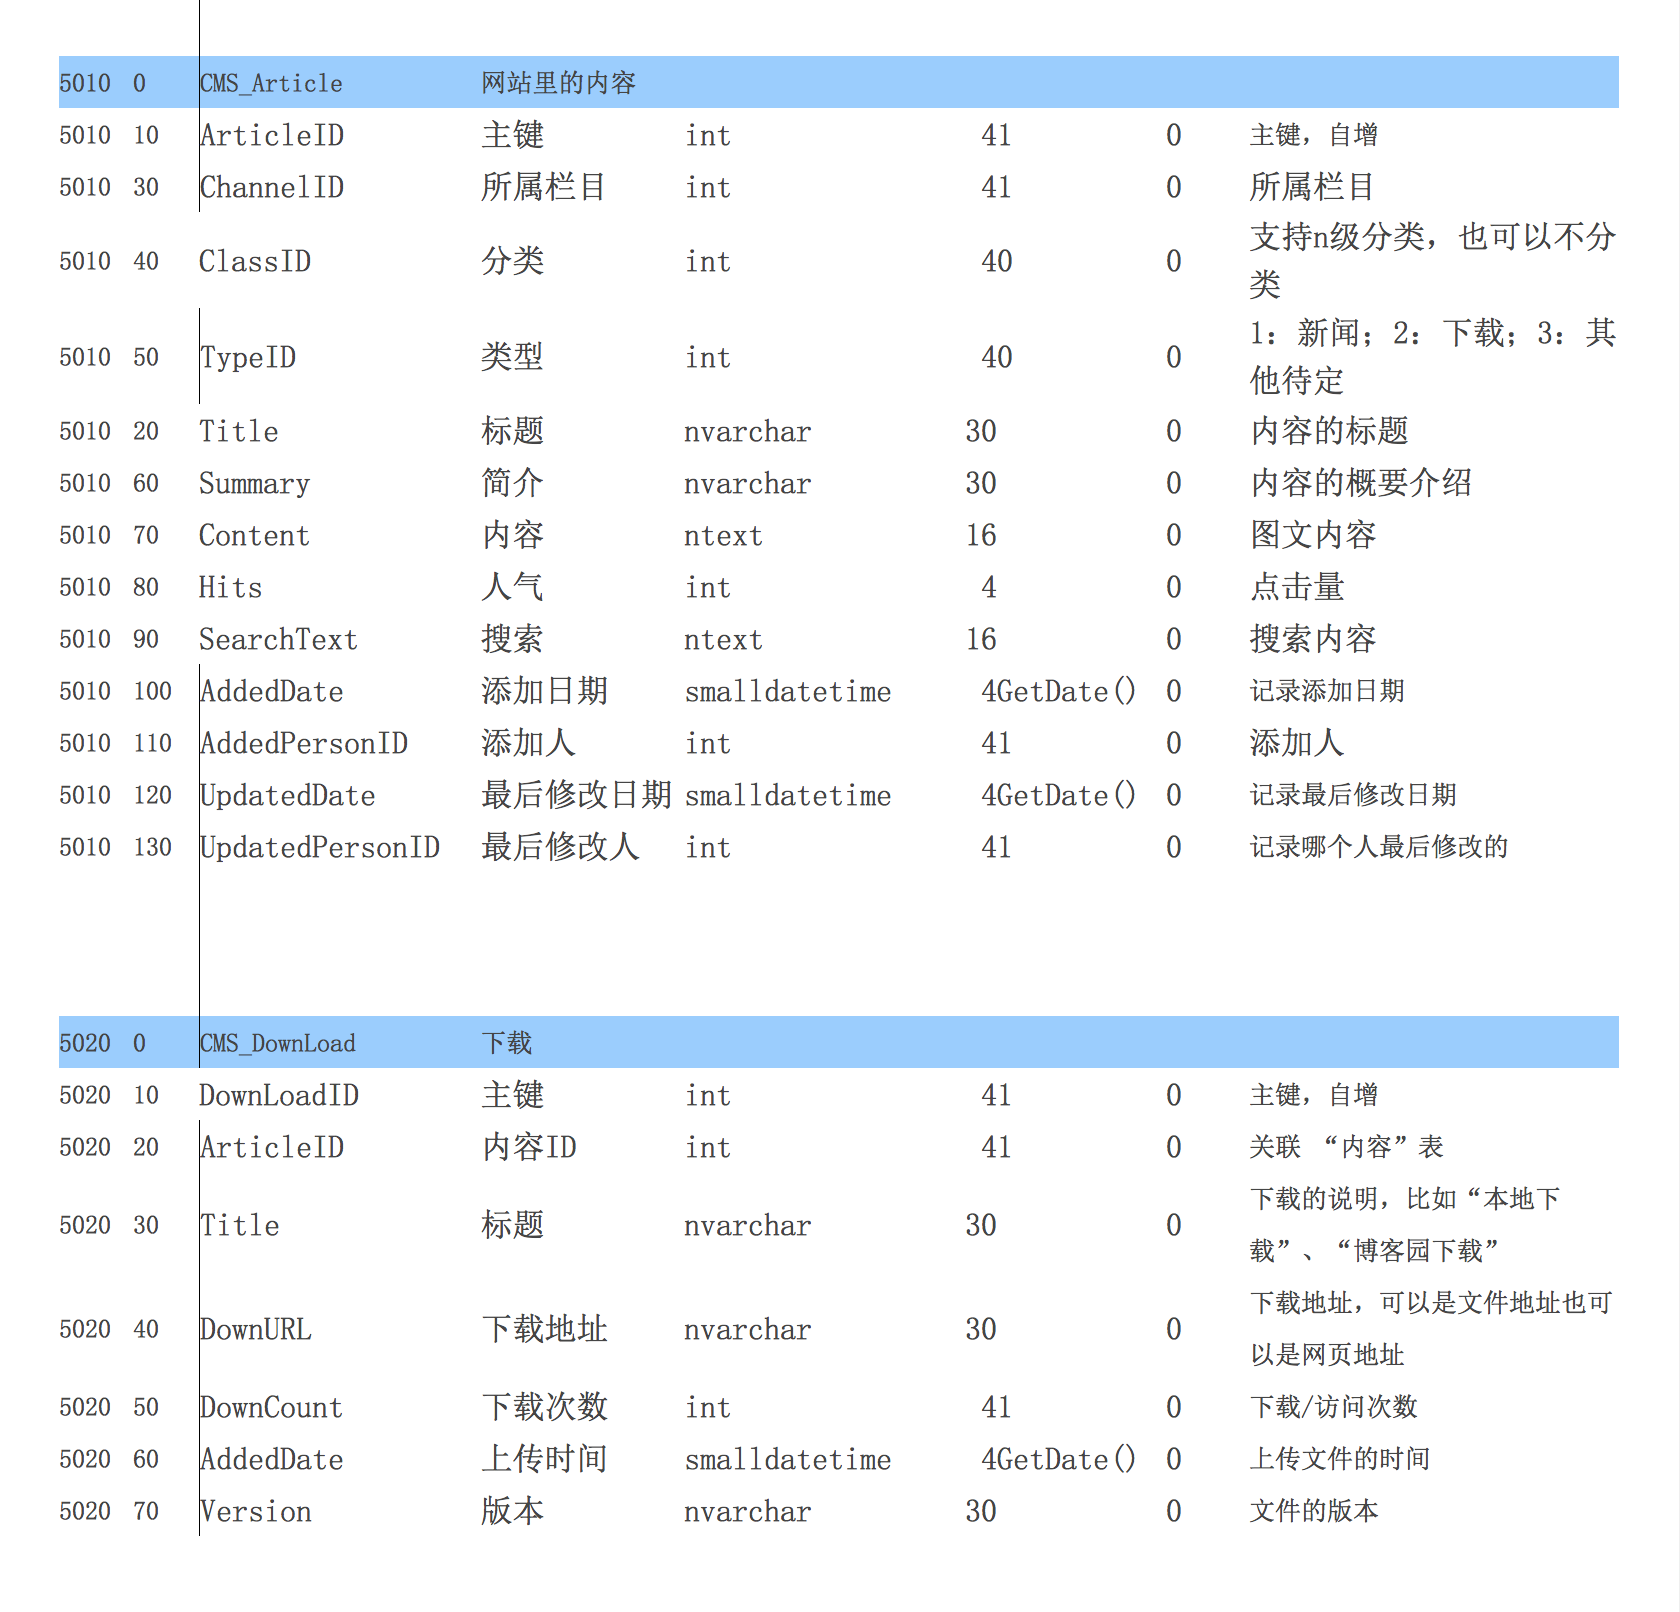 5010 0 CMS_Article 网站里的内容
5010 10 ArticleID 主键 int 41 0 主键，自增
5010 30 ChannelID 所属栏目 int 41 0 所属栏目
5010 40 ClassID 分类 int 40 0 支持n级分类，也可以不分
类
5010 50 TypeID 类型 int 40 0 1：新闻；2：下载；3：其
他待定
5010 20 Title 标题 nvarchar 30 0 内容的标题
5010 60 Summary 简介 nvarchar 30 0 内容的概要介绍
5010 70 Content 内容 ntext 16 0 图文内容
5010 80 Hits 人气 int 4 0 点击量
5010 90 SearchText 搜索 ntext 16 0 搜索内容
5010 100 AddedDate 添加日期 smalldatetime 4GetDate() 0 记录添加日期
5010 110 AddedPersonID 添加人 int 41 0 添加人
5010 120 UpdatedDate 最后修改日期 smalldatetime 4GetDate() 0 记录最后修改日期
5010 130 UpdatedPersonID 最后修改人 int 41 0 记录哪个人最后修改的
5020 0 CMS_DownLoad 下载
5020 10 DownLoadID 主键 int 41 0 主键，自增
5020 20 ArticleID 内容ID int 41 0 关联 “内容”表
5020 30 Title 标题 nvarchar 30 0 下载的说明，比如“本地下
载”、“博客园下载”
5020 40 DownURL 下载地址 nvarchar 30 0 下载地址，可以是文件地址也可
以是网页地址
5020 50 DownCount 下载次数 int 41 0 下载/访问次数
5020 60 AddedDate 上传时间 smalldatetime 4GetDate() 0 上传文件的时间
5020 70 Version 版本 nvarchar 30 0 文件的版本